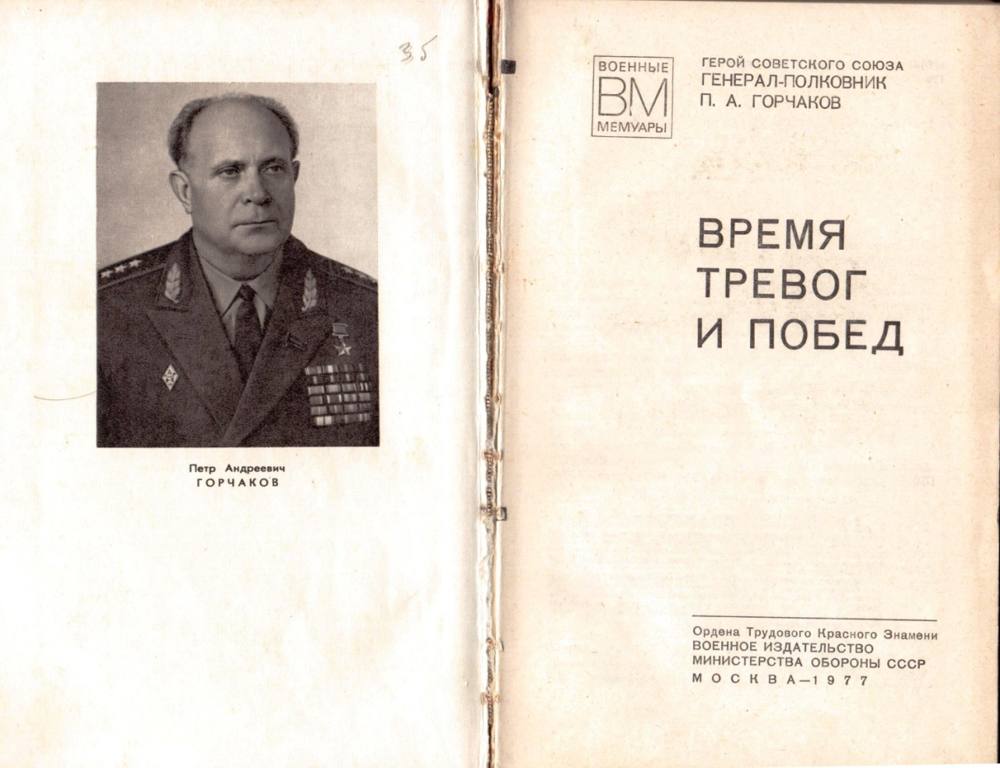 35
Петр Андреевич
ГОРЧАКОВ
ВОЕННЫЕ
ВМ
МЕМУАРЫ
ГЕРОЙ СОВЕТСКОГО СОЮЗА
ГЕНЕРАЛ-ПОЛКОВНИК
П. А. ГОРЧАКОВ
ВРЕМЯ
ТРЕВОГ
И ПОБЕД
Ордена Трудового Красного Знамени
ВОЕННОЕ ИЗДАТЕЛЬСТВО
МИНИСТЕРСТВА ОБОРОНЫ СССР
МОСКВА—1977